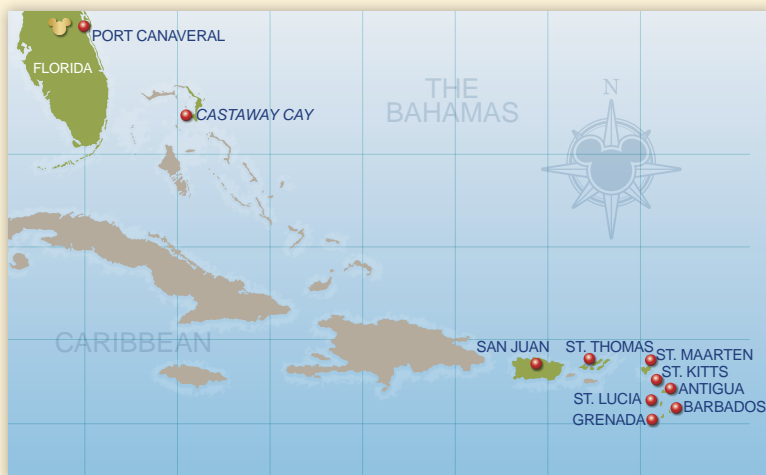 PORT CANAVERAL
FLORIDA
CASTAWAY CAY
THE
BAHAMAS
N
CARIBBEAN
SAN JUAN
ST. THOMAS
ST. MAARTEN
ST. KITTS
ANTIGUA
ST. LUCIA
BARBADOS
GRENADA